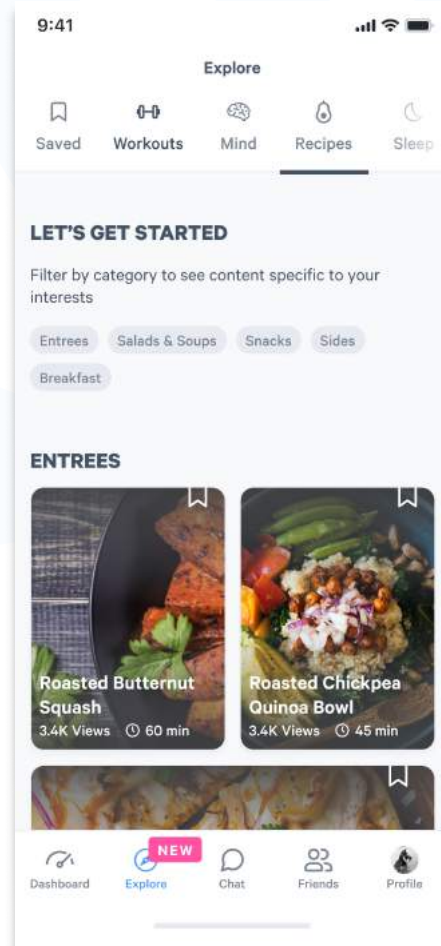 9:41
Explore
Saved Workouts Mind Recipes Sleep
LET'S GET STARTED
Filter by category to see content specific to your
interests
Entrees Salads & Soups Snacks Sides
Breakfast
ENTREES
Roasted Butternut
Squash
3.4K Views 60 min
Roasted Chickpea
Quinoa Bowl
3.4K Views 45 min
NEW
Dashboard Explore Chat Friends Profile